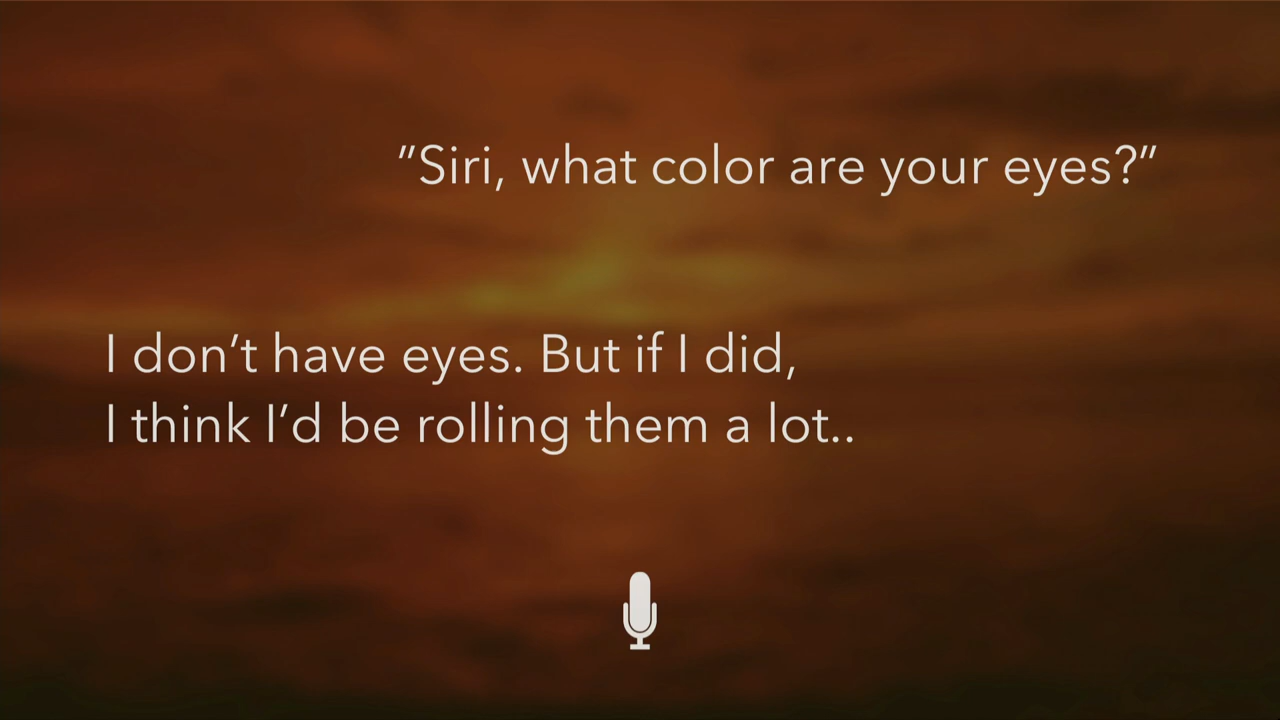 "Siri, what color are your eyes?"
I don’t have eyes. But if I did,
I think I’d be rolling them a lot..